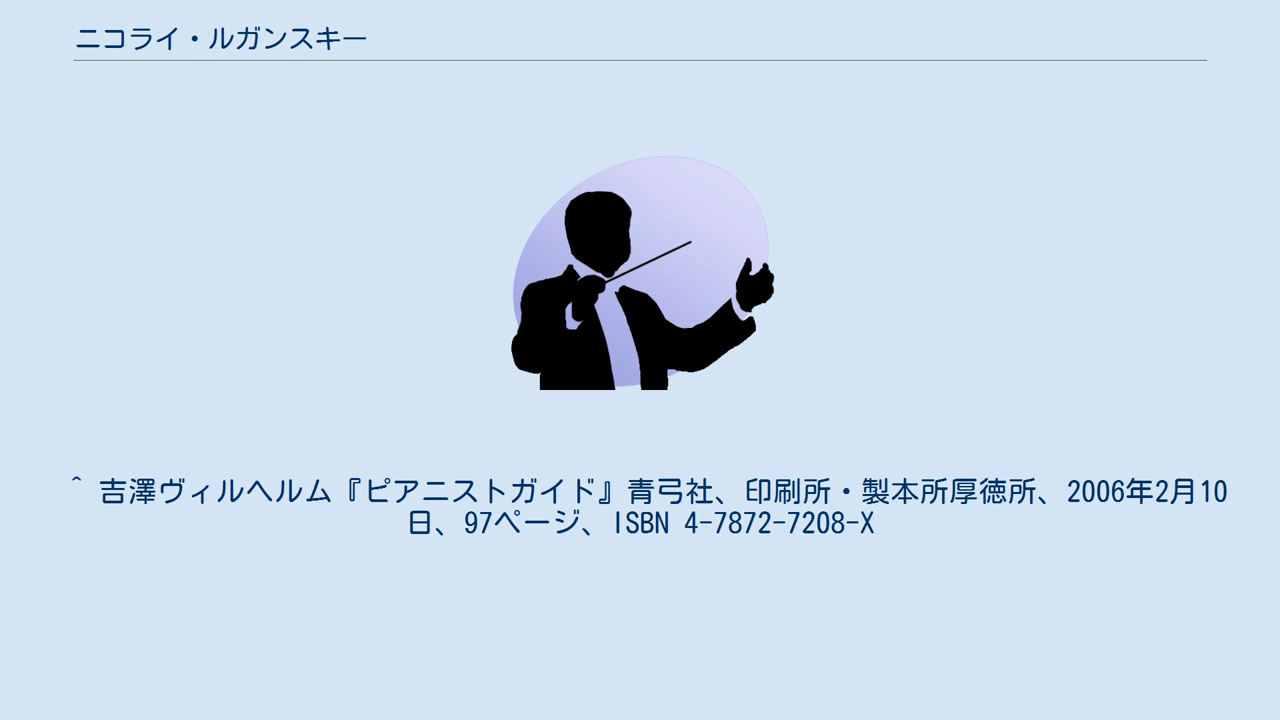 ニコライ・ルガンスキー
^ 吉澤ヴィルヘルム『ピアニストガイド』青弓社、印刷所・製本所厚徳所、2006年2月10
日、97ページ、ISBN 4-7872-7208-X